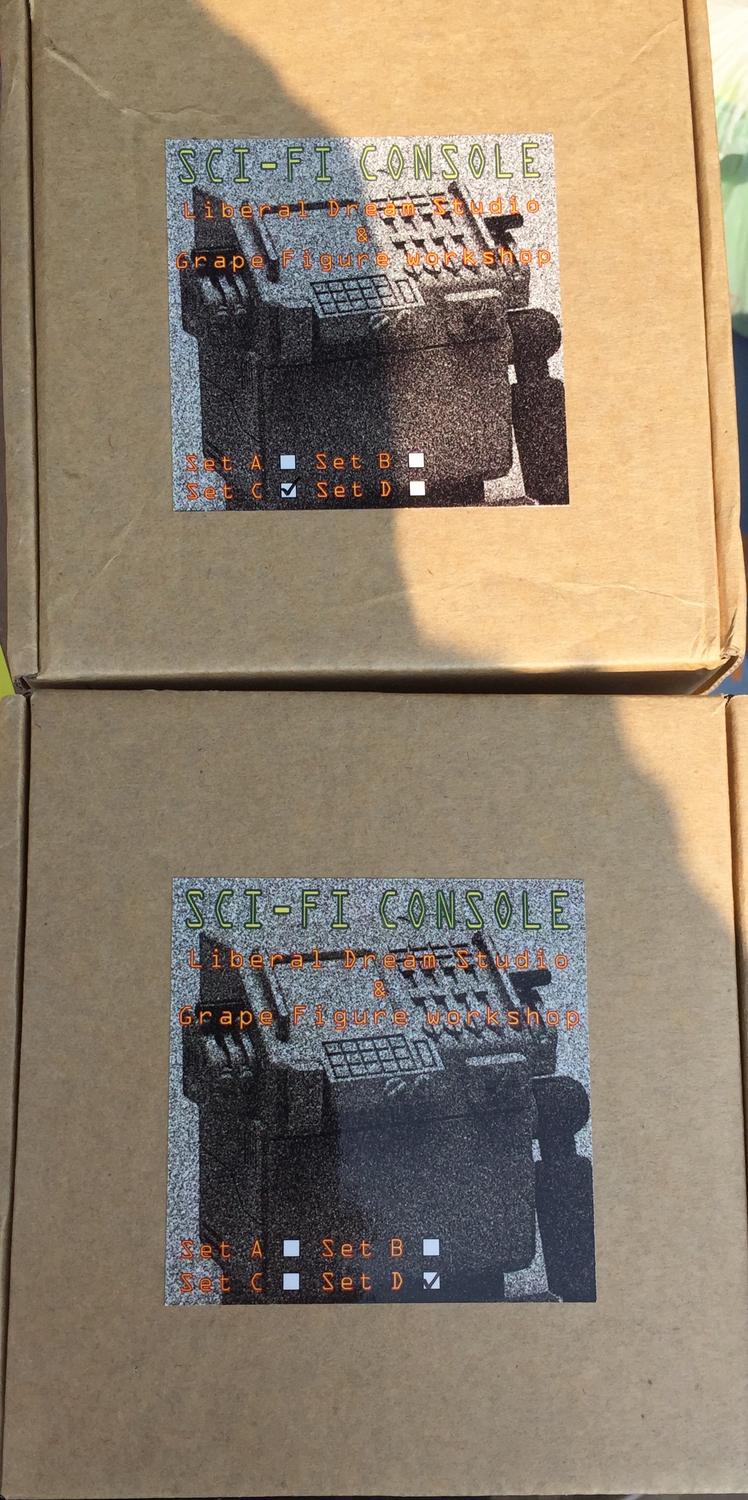 SCI-FI CONSOLE
Liberal Dream Studio
&
Grape Figure workshop
Set A Set B
Set C ✓ Set D
SCI-FI CONSOLE
Liberal Dream Studio
&
Grape Figure workshop
Set A Set B
Set C Set D ✓